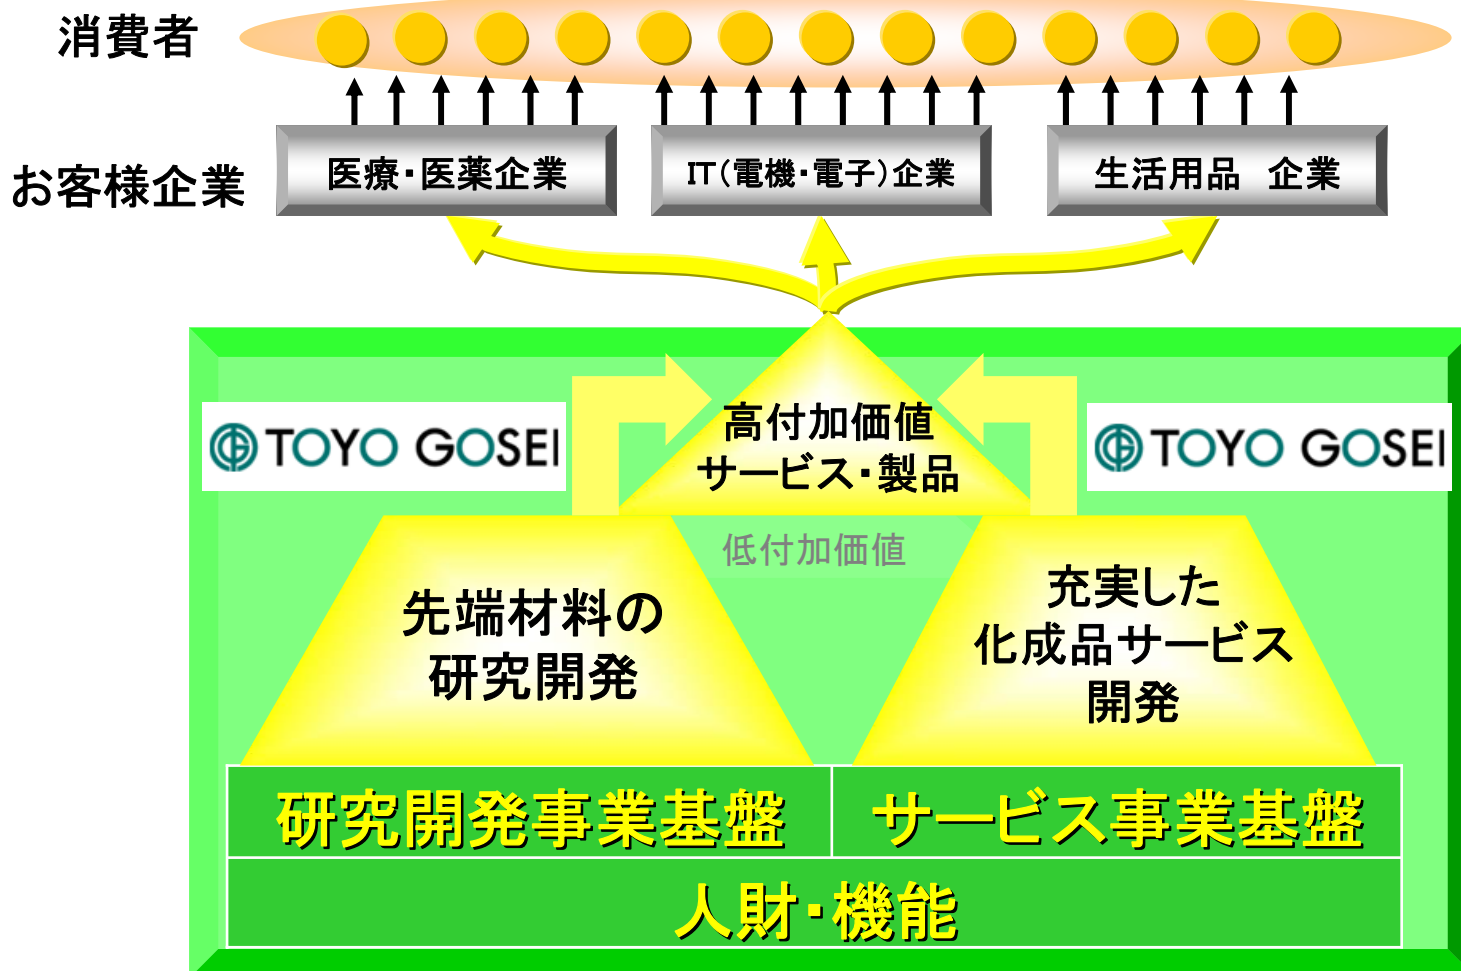 消費者
お客様企業
医療・医薬企業
IT(電機・電子)企業
生活用品 企業
TOYO GOSEI
高付加価値
サービス・製品
TOYO GOSEI
低付加価値
先端材料の
研究開発
充実した
化成品サービス
開発
研究開発事業基盤
サービス事業基盤
人財・機能